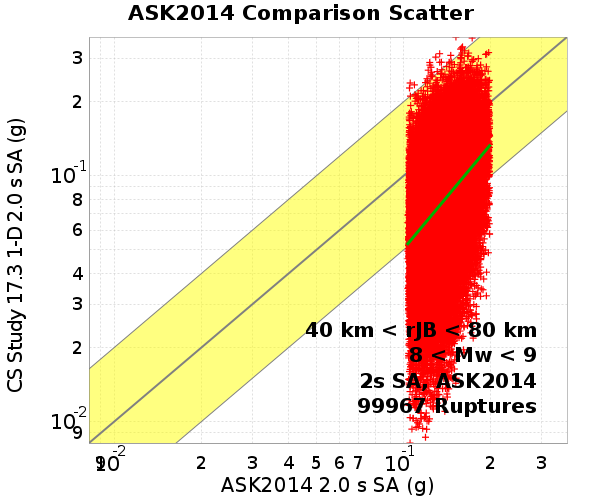 ASK2014 Comparison Scatter
CS Study 17.3 1-D 2.0 s SA (g)
3
2
10-1
8
6
4
3
2
10-2
9
40 km < rJB < 80 km
8 < Mw < 9
2s SA, ASK2014
99967 Ruptures
9 10-2 2 3 4 5 6 7 10-1 2 3
ASK2014 2.0 s SA (g)